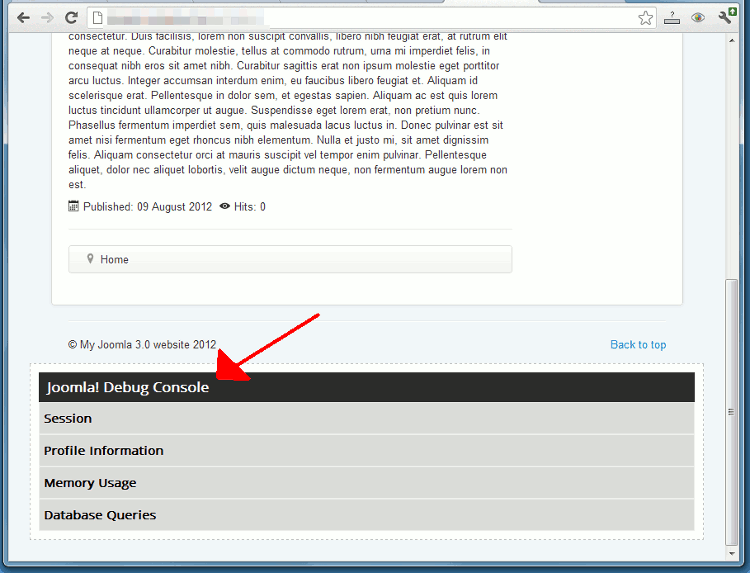 consectetur. Duis facilisis, lorem non suscipit convallis, libero nibh feugiat erat, at rutrum elit
neque at neque. Curabitur molestie, tellus at commodo rutrum, urna mi imperdiet felis, in
consequat nibh eros sit amet nibh. Curabitur sagittis erat non ipsum molestie eget porttitor
arcu luctus. Integer accumsan interdum enim, eu faucibus libero feugiat et. Aliquam id
scelerisque erat. Pellentesque in dolor sem, et egestas sapien. Aliquam ac est quis lorem
luctus tincidunt ullamcorper ut augue. Suspendisse eget lorem erat, non pretium nunc.
Phasellus fermentum imperdiet sem, quis malesuada lacus luctus in. Donec pulvinar est sit
amet nisi fermentum eget rhoncus nibh elementum. Nulla et justo mi, sit amet dignissim
felis. Aliquam consectetur orci at mauris suscipit vel tempor enim pulvinar. Pellentesque
aliquet, dolor nec aliquet lobortis, velit augue dictum neque, non fermentum augue lorem non
est.
Published: 09 August 2012 Hits: 0
Home
© My Joomla 3.0 website 2012 Back to top
Joomla! Debug Console
Session
Profile Information
Memory Usage
Database Queries